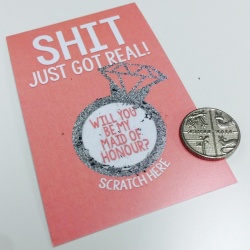 SHIT
JUST GOT REAL!
WILL YOU
BE MY
MAID OF
HONOUR?
SCRATCH HERE